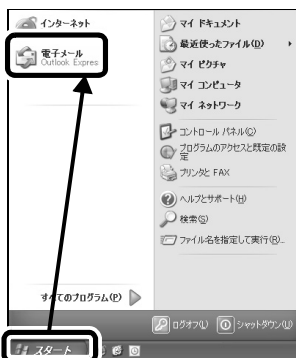 インターネット
電子メール
Outlook Expres
すべてのプログラム(P)
マイ ドキュメント
最近使ったファイル(D)
マイ ピクチャ
マイ コンピュータ
マイ ネットワーク
コントロール パネル(C)
プログラムのアクセスと既定の設
定
プリンタと FAX
ヘルプとサポート(H)
検索(S)
ファイル名を指定して実行(R)...
ログオフ(L)
シャットダウン(U)
スタート